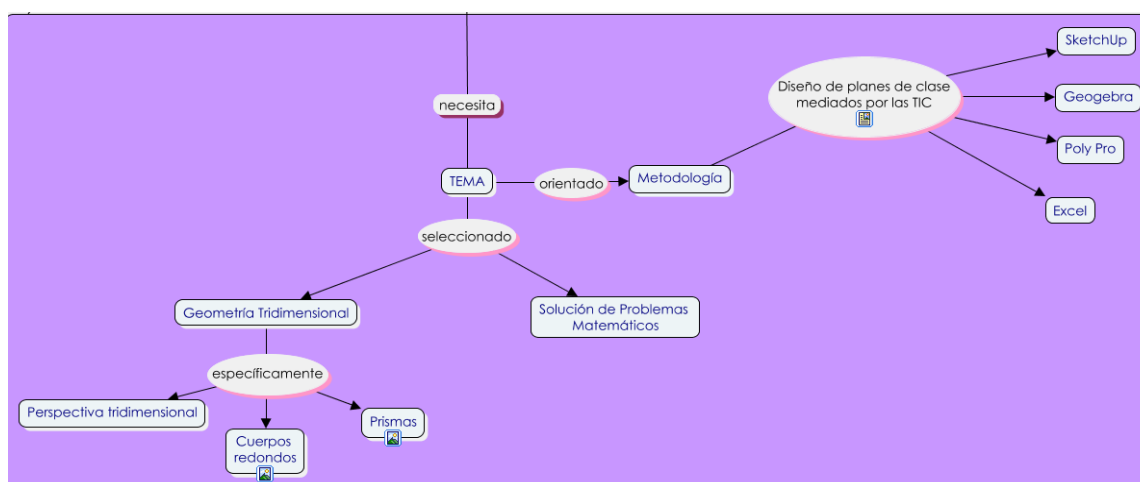 necesita
TEMA
orientado
Metodología
Diseño de planes de clase
mediados por las TIC
SketchUp
Geogebra
Poly Pro
Excel
seleccionado
Geometría Tridimensional
Solución de Problemas
Matemáticos
específicamente
Perspectiva tridimensional
Cuerpos
redondos
Prismas